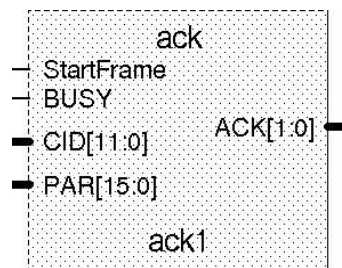 ack
StartFrame
BUSY
CID[11:0]
ACK[1:0]
PAR[15:0]
ack1